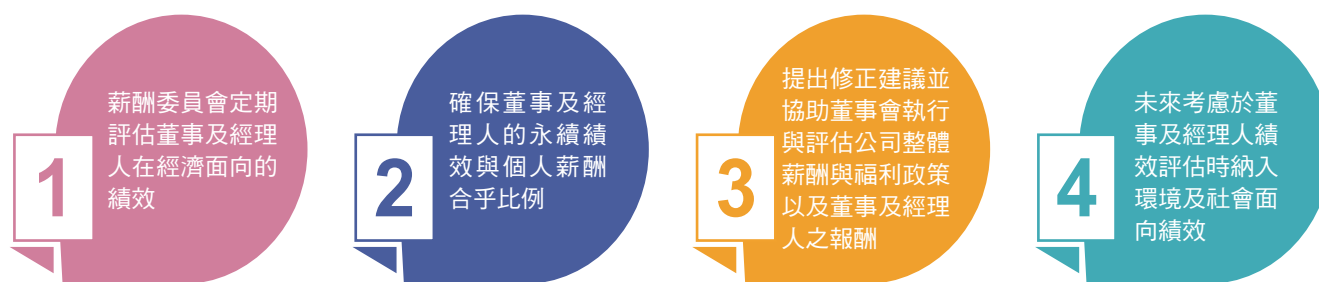 1
薪酬委員會定期
評估董事及經理
人在經濟面向的
績效
2
確保董事及經
理人的永續績
效與個人薪酬
合乎比例
3
提出修正建議並
協助董事會執行
與評估公司整體
薪酬與福利政策
以及董事及經理
人之報酬
4
未來考慮於董
事及經理人績
效評估時納入
環境及社會面
向績效